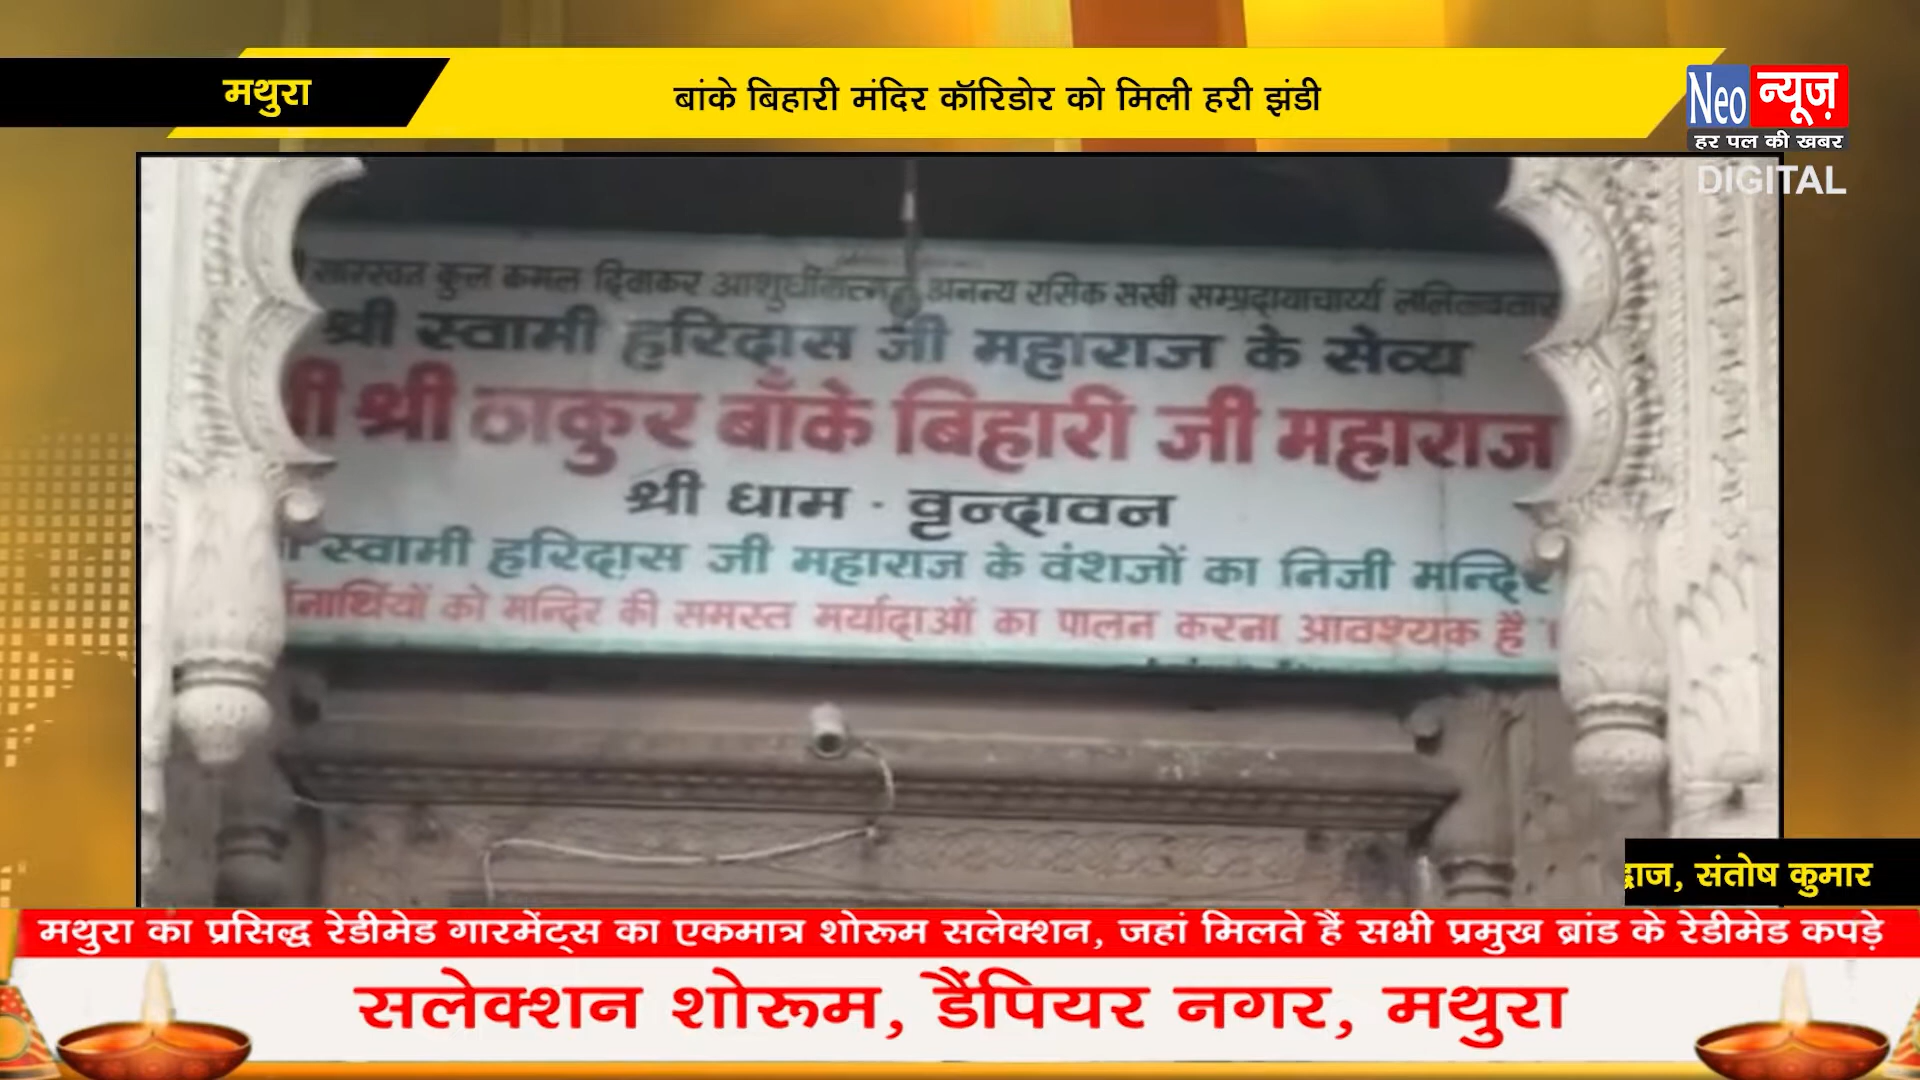 मथुरा
बांके बिहारी मंदिर कॉरिडोर को मिली हरी झंडी
Neo न्यूज़
हर पल की खबर
DIGITAL
कुल कमल दिवाकर अनन्य रसिक सखी सम्प्रदायाचार्य्य
श्री स्वामी हरिदास जी महाराज के सेव्य
श्री ठाकुर बाँके बिहारी जी महाराज
श्री धाम - वृन्दावन
स्वामी हरिदास जी महाराज के वंशजों का निजी मन्दिर
को मन्दिर की समस्त मर्यादाओं का पालन करना आवश्यक है ।
संतोष कुमार
मथुरा का प्रसिद्ध रेडीमेड गारमेंट्स का एकमात्र शोरूम सलेक्शन, जहां मिलते हैं सभी प्रमुख ब्रांड के रेडीमेड कपड़े
सलेक्शन शोरूम, डैंपियर नगर, मथुरा